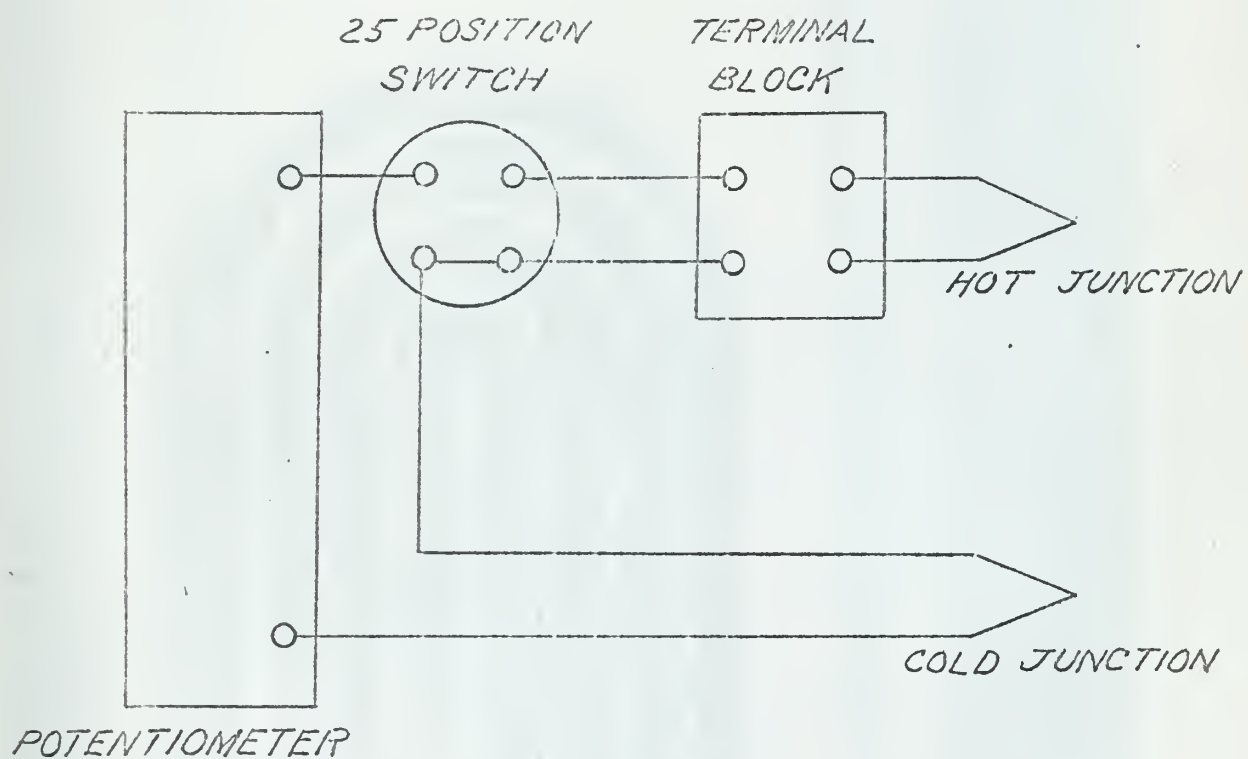 25 POSITION
SWITCH
TERMINAL
BLOCK
HOT JUNCTION
COLD JUNCTION
POTENTIOMETER